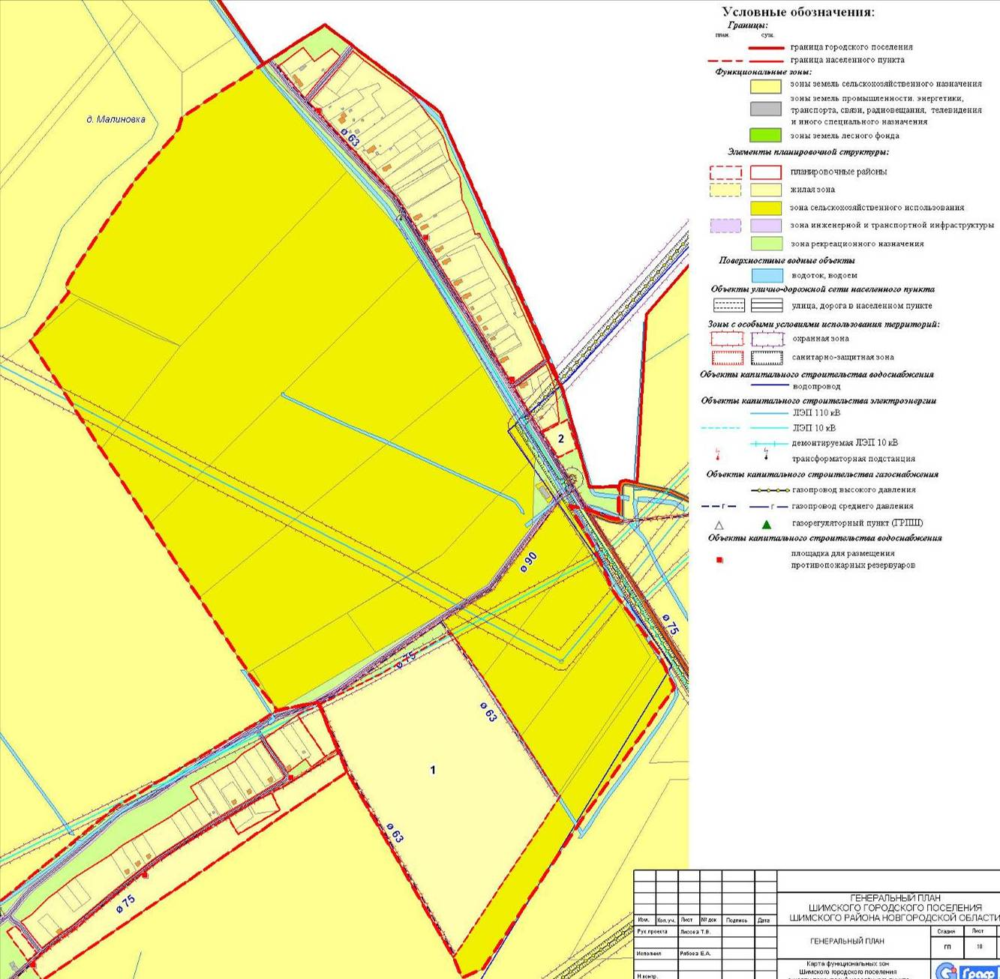 Условные обозначения:
Границы:
план. сущ.
граница городского поселения
граница населенного пункта
Функциональные зоны:
зоны земель сельскохозяйственного назначения
зоны земель промышленности, энергетики,
транспорта, связи, радиовещания, телевидения
и иного специального назначения
зоны земель лесного фонда
Элементы планировочной структуры:
планировочные районы
жилая зона
зона сельскохозяйственного использования
зона инженерной и транспортной инфраструктуры
зона рекреационного назначения
Поверхностные водные объекты
водоток, водоем
Объекты улично-дорожной сети населенного пункта
улица, дорога в населенном пункте
Зоны с особыми условиями использования территорий:
охранная зона
санитарно-защитная зона
Объекты капитального строительства водоснабжения
водопровод
Объекты капитального строительства электроэнергии
ЛЭП 110 кВ
ЛЭП 10 кВ
демонтируемая ЛЭП 10 кВ
трансформаторная подстанция
Объекты капитального строительства газоснабжения
газопровод высокого давления
Г Г газопровод среднего давления
газорегуляторный пункт (ГРПШ)
Объекты капитального строительства водоснабжения
площадка для размещения
противопожарных резервуаров
д. Малиновка
ø 63
2
ø 90
ø 75
ø 75
ø 63
1
ø 63
ø 75
ГЕНЕРАЛЬНЫЙ ПЛАН
ШИМСКОГО ГОРОДСКОГО ПОСЕЛЕНИЯ
ШИМСКОГО РАЙОНА НОВГОРОДСКОЙ ОБЛАСТИ
Изм. Кол.уч. Лист № док Подпись Дата
Рук.проекта Лисова Т.В.
Исполнил Рябова Е.А.
Н.контр.
ГЕНЕРАЛЬНЫЙ ПЛАН
Стадия Лист
ГП 10
Карта функциональных зон
Шимского городского поселения
Граф